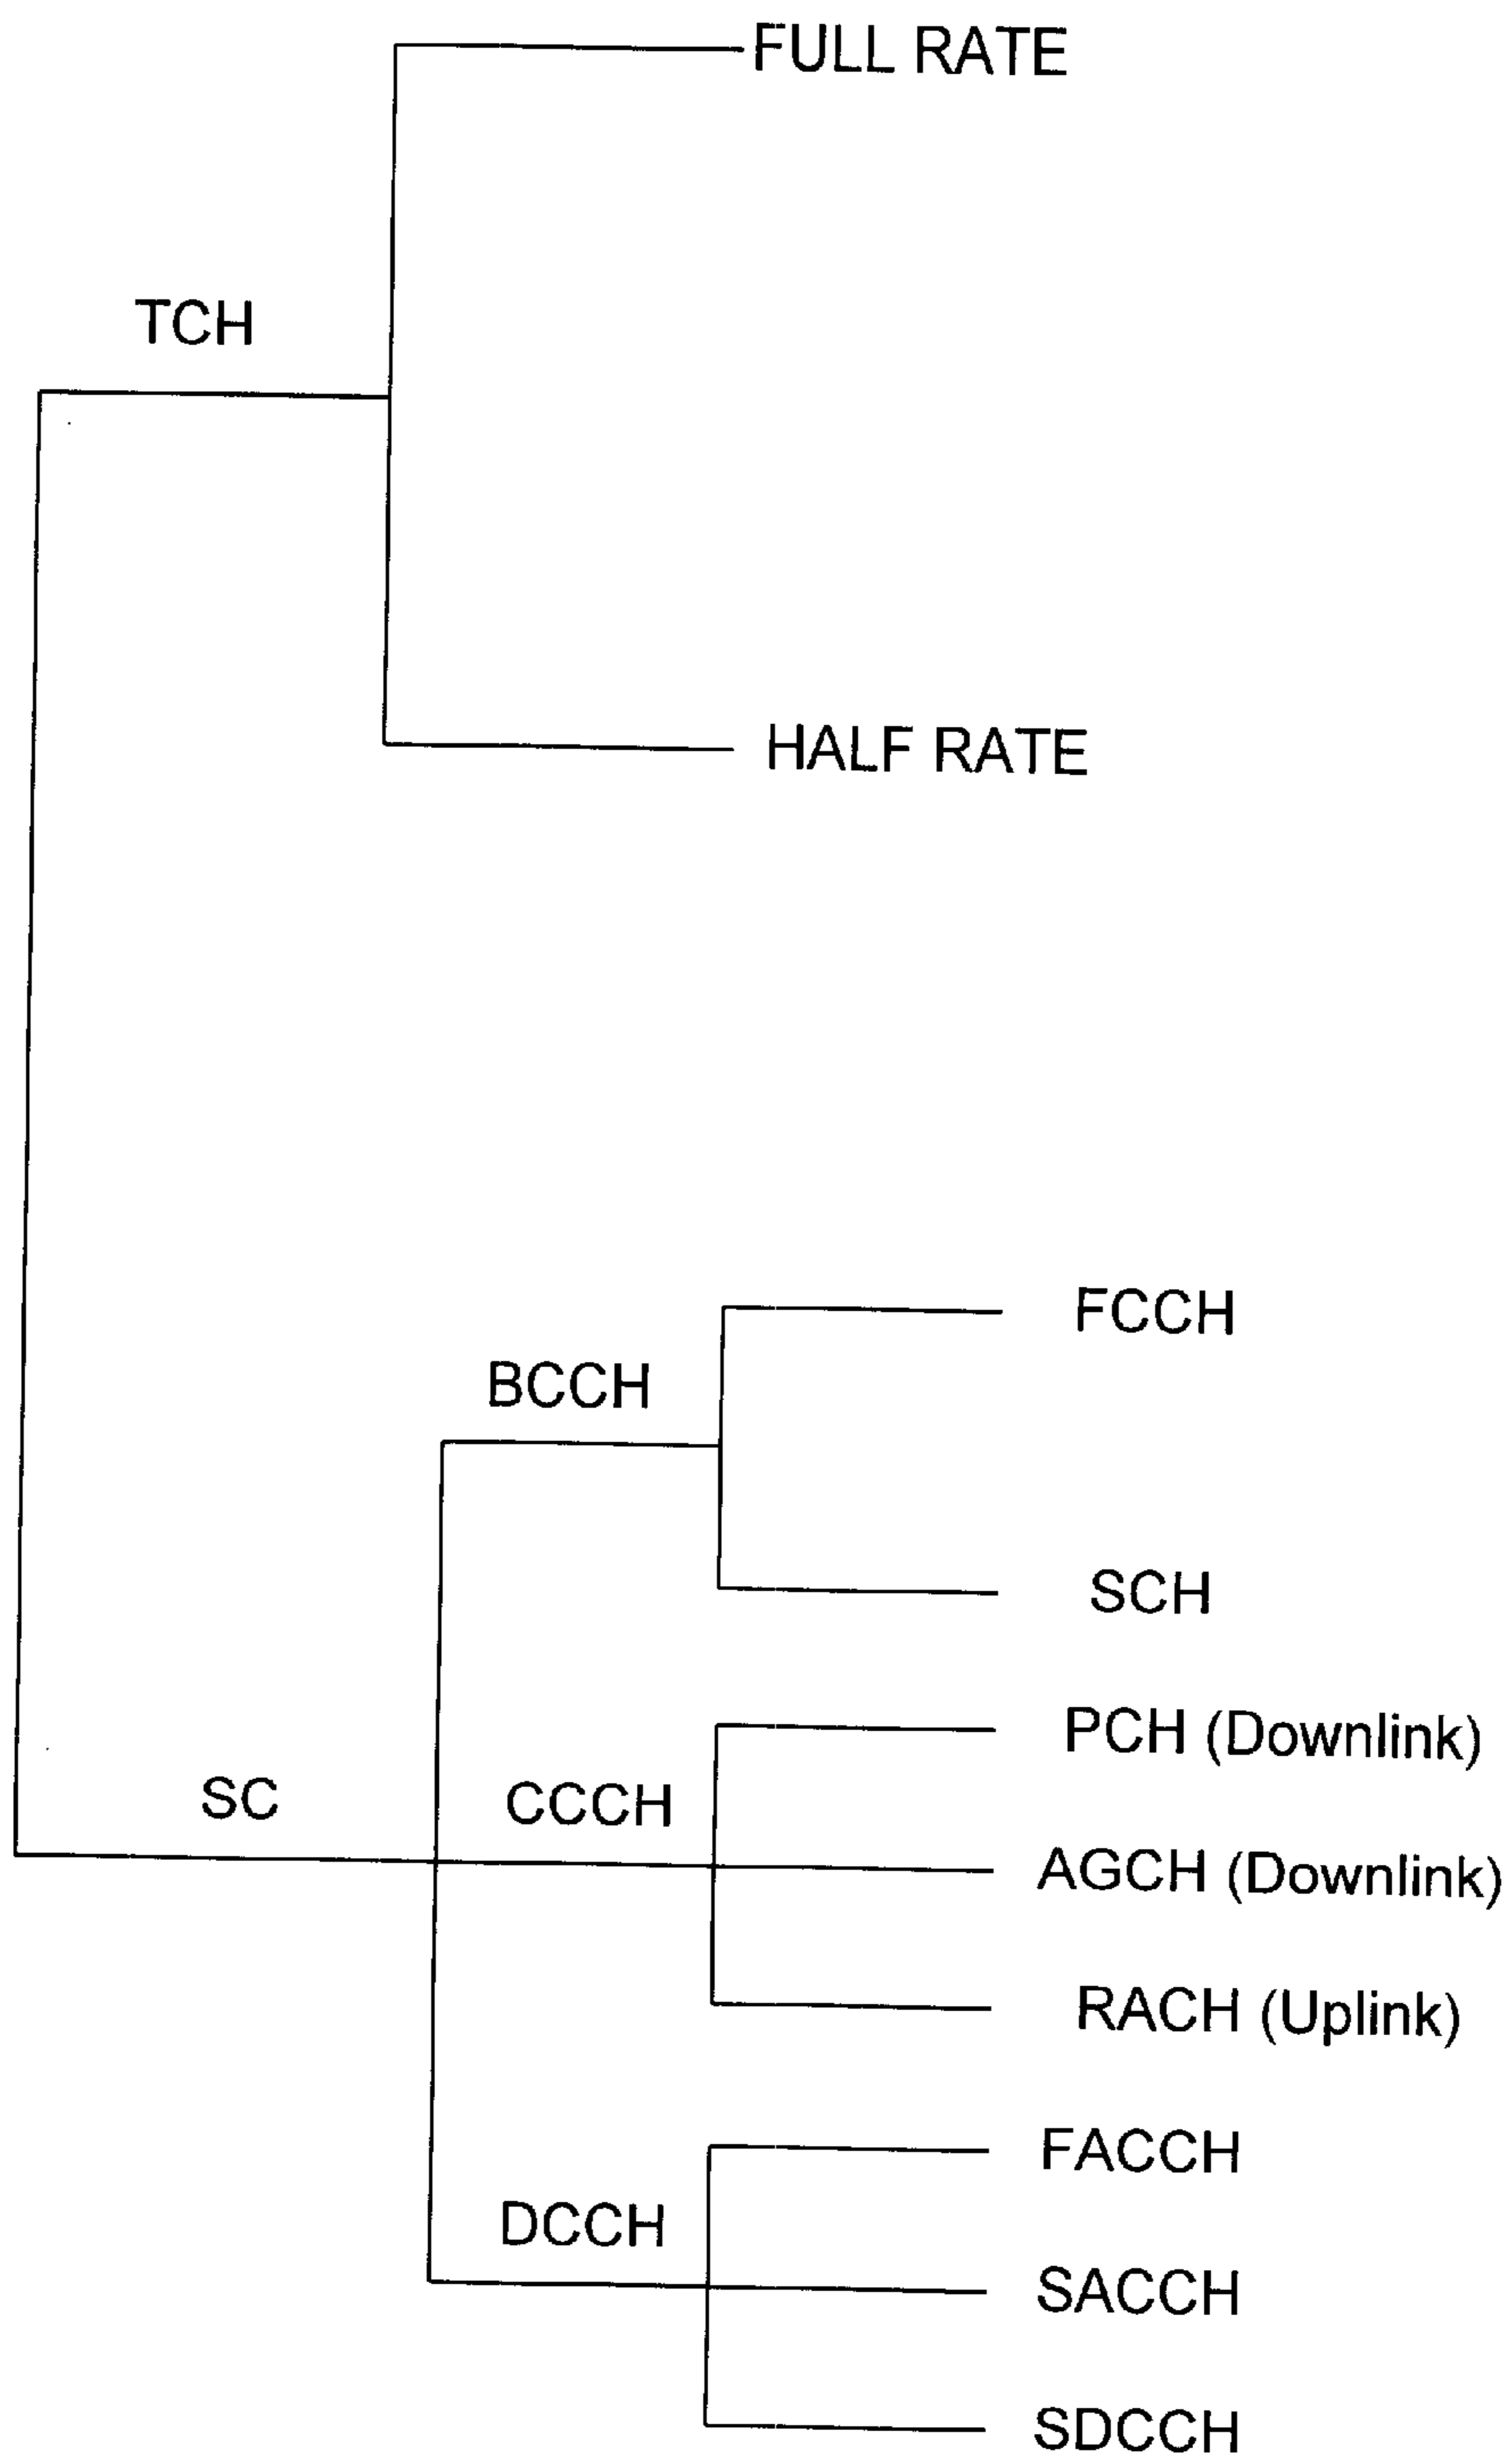 FULL RATE
TCH
HALF RATE
FCCH
BCCH
SCH
PCH (Downlink)
SC
CCCH
AGCH (Downlink)
RACH (Uplink)
FACCH
DCCH
SACCH
SDCCH